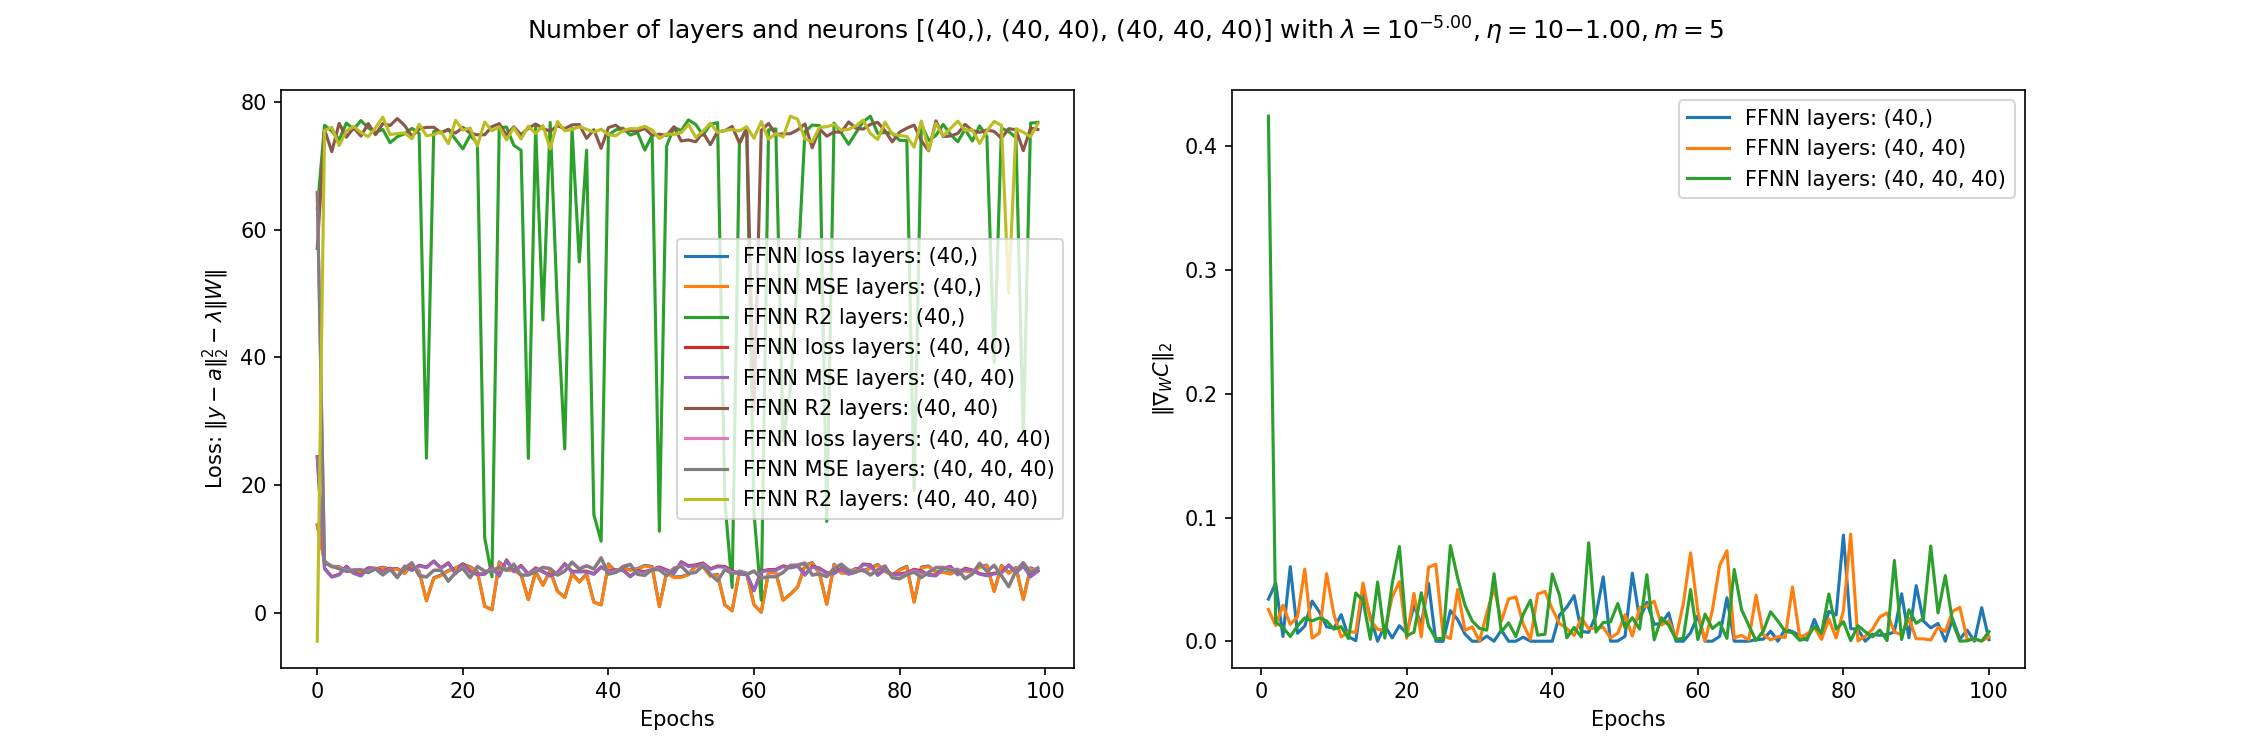 Number of layers and neurons [(40,), (40, 40), (40, 40, 40)] with λ = 10^{−5.00}, η = 10−1.00, m = 5
80
60
40
20
0
Loss: ‖y − a‖₂² − λ‖W‖
0 20 40 60 80 100
Epochs
FFNN loss layers: (40,)
FFNN MSE layers: (40,)
FFNN R2 layers: (40,)
FFNN loss layers: (40, 40)
FFNN MSE layers: (40, 40)
FFNN R2 layers: (40, 40)
FFNN loss layers: (40, 40, 40)
FFNN MSE layers: (40, 40, 40)
FFNN R2 layers: (40, 40, 40)
0.4
0.3
0.2
0.1
0.0
‖∇_W C‖₂
0 20 40 60 80 100
Epochs
FFNN layers: (40,)
FFNN layers: (40, 40)
FFNN layers: (40, 40, 40)